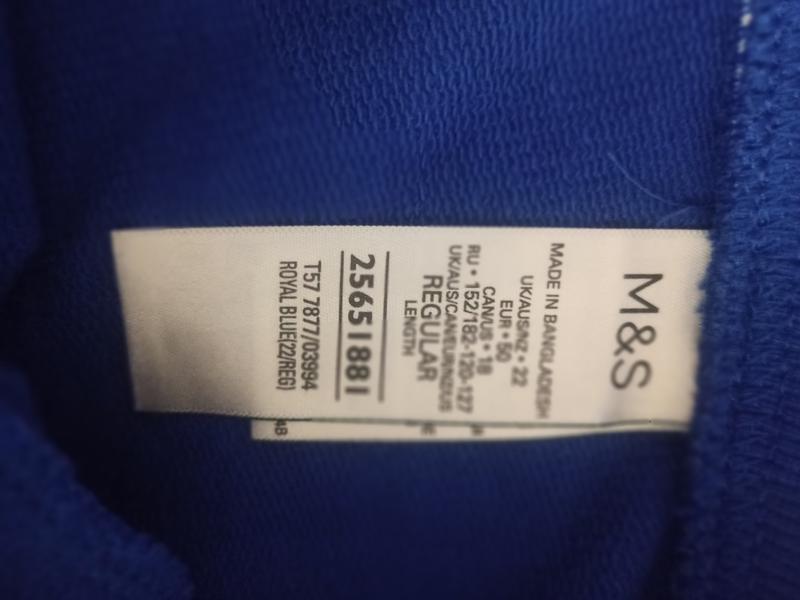 M&S
MADE IN BANGLADESH
UK/AUS/NZ • 22
EUR • 50
CAN/US • 18
RU • 152/182-120-127
UK/AUS/CAN/EUR/NZ/US
REGULAR
LENGTH
25651881
T57 7877/03994
ROYAL BLUE(22/REG)